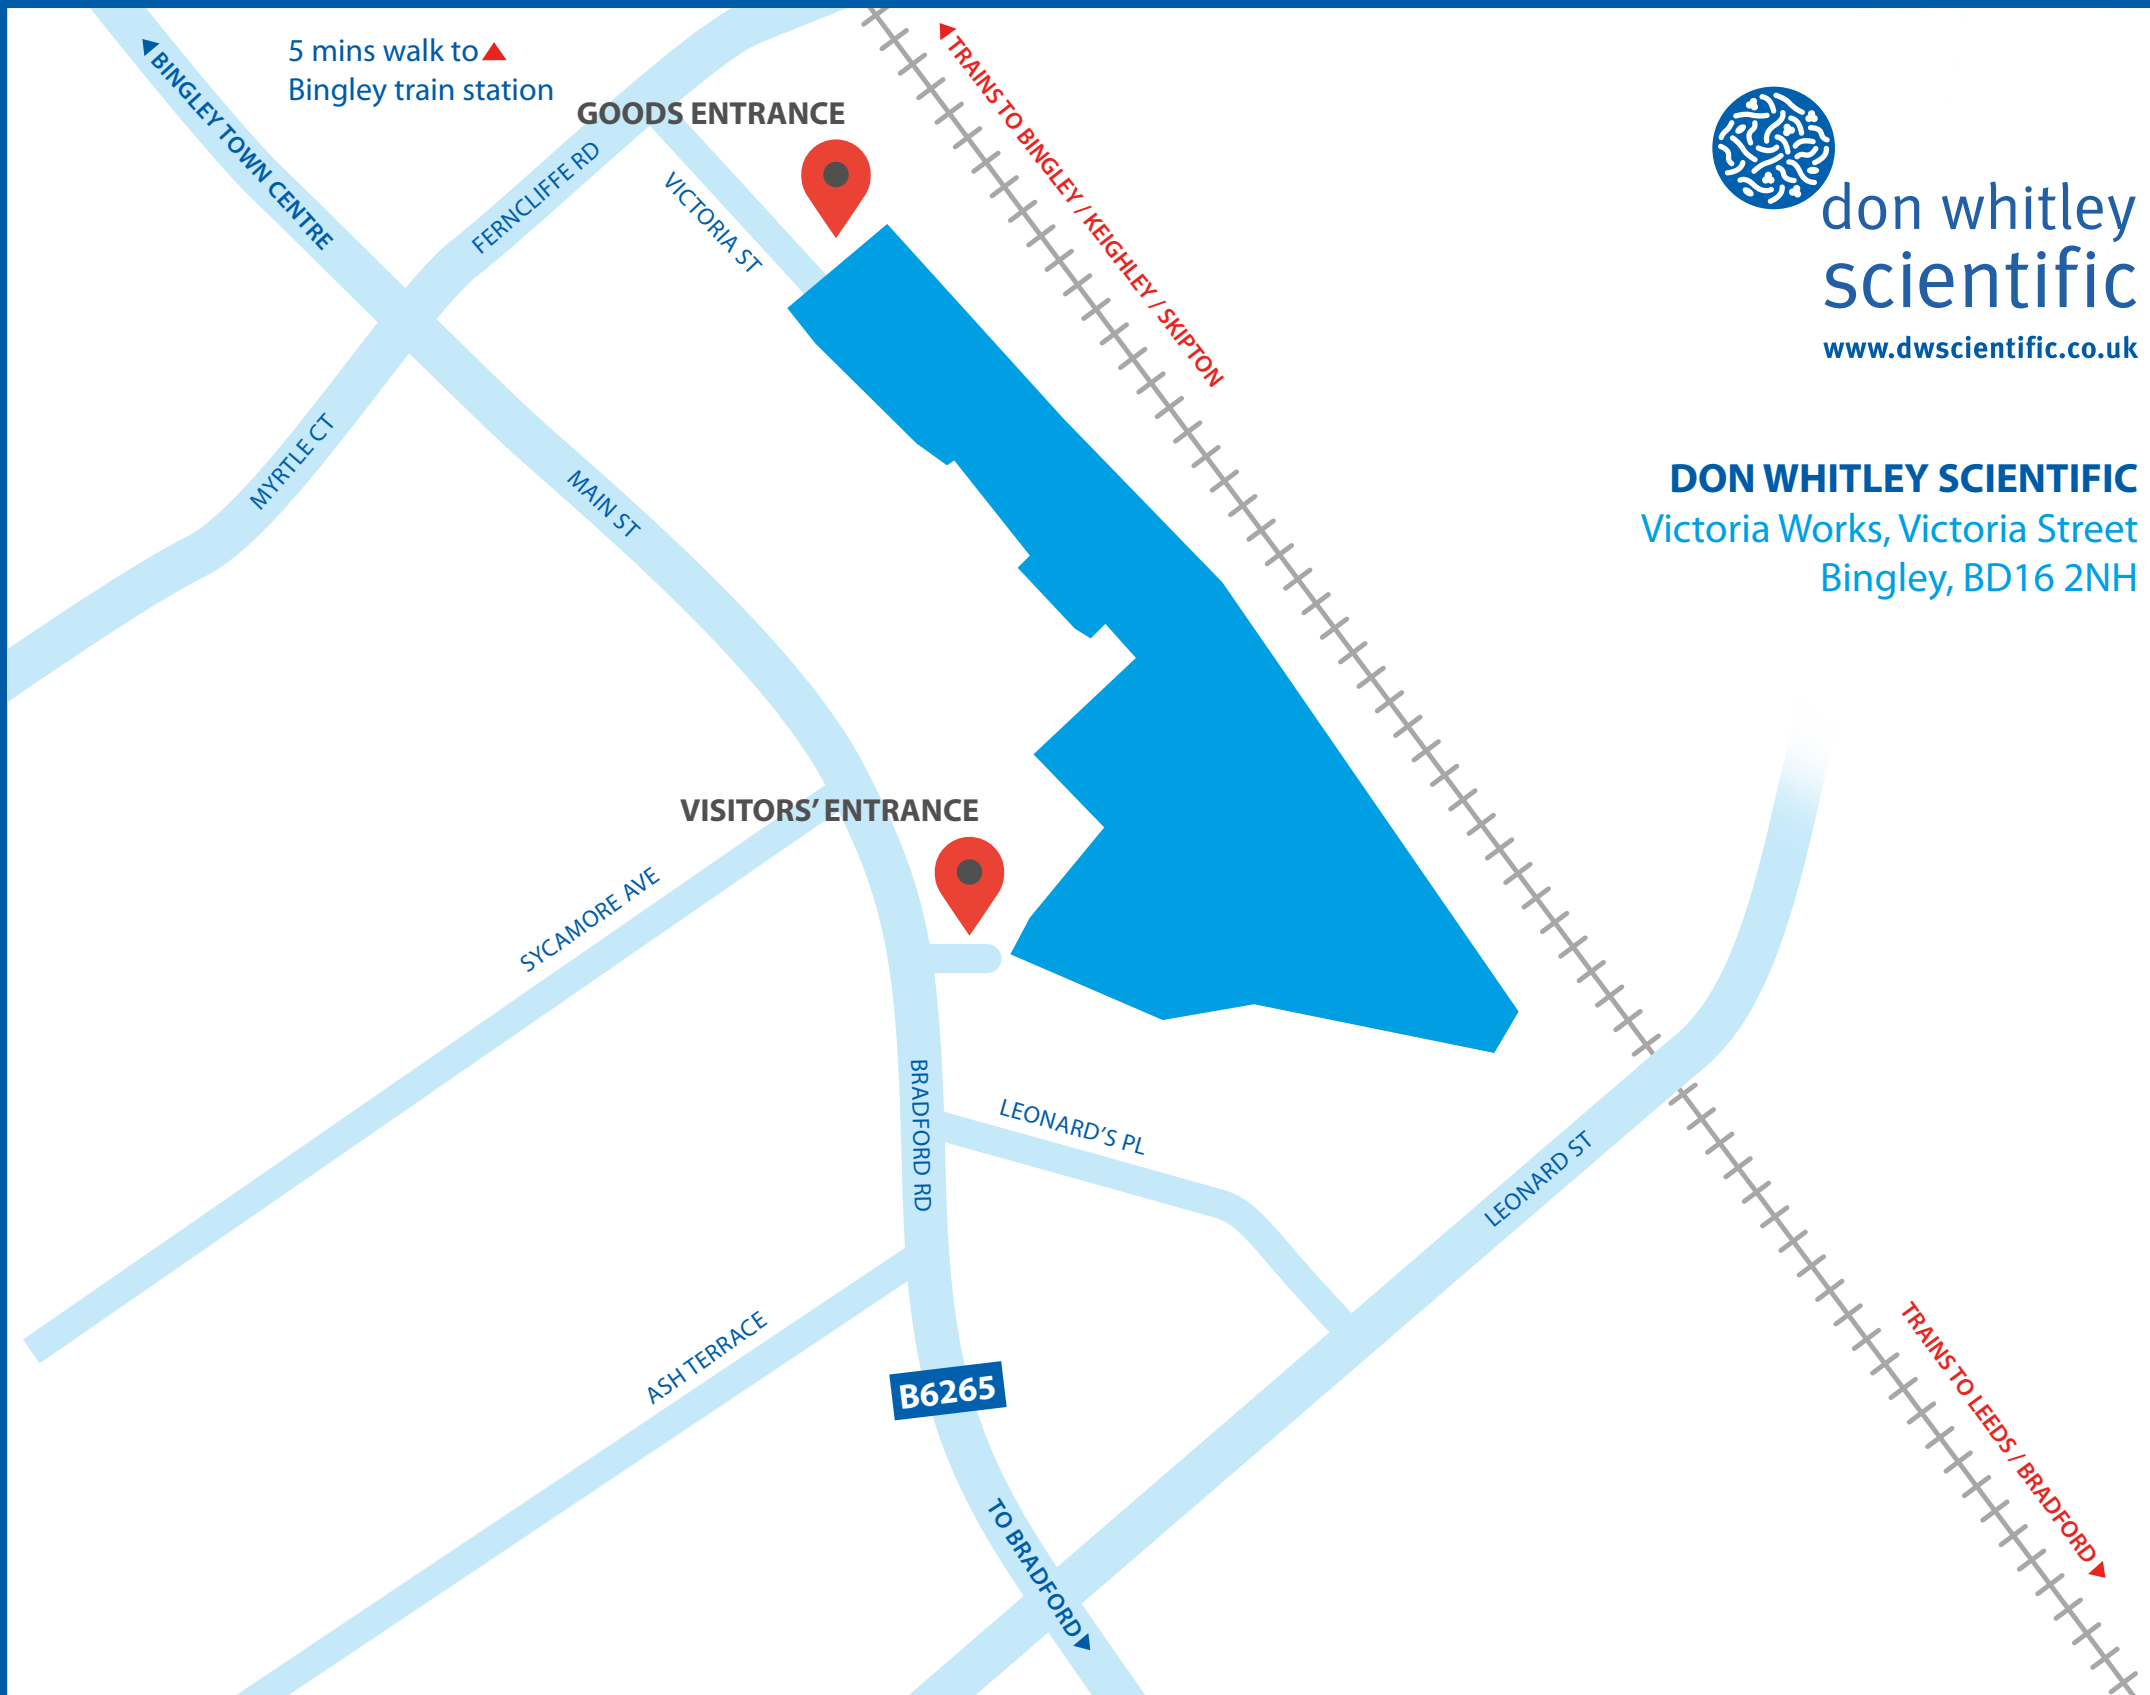 5 mins walk to
Bingley train station
BINGLEY TOWN CENTRE
GOODS ENTRANCE
FERNCLIFFE RD
VICTORIA ST
TRAINS TO BINGLEY / KEIGHLEY / SKIPTON
don whitley
scientific
www.dwscientific.co.uk
DON WHITLEY SCIENTIFIC
Victoria Works, Victoria Street
Bingley, BD16 2NH
MYRTLE CT
MAIN ST
VISITORS’ ENTRANCE
SYCAMORE AVE
BRADFORD RD
LEONARD’S PL
LEONARD ST
ASH TERRACE
B6265
TO BRADFORD
TRAINS TO LEEDS / BRADFORD